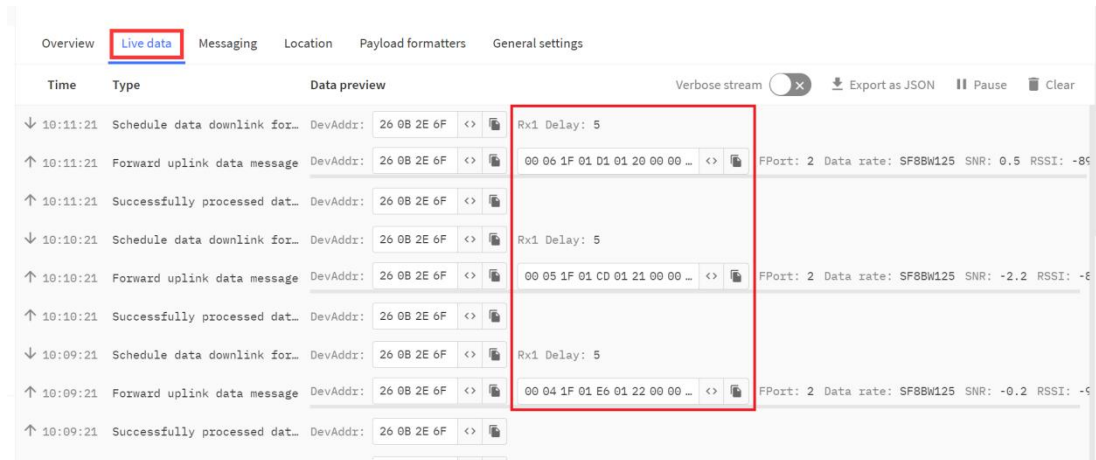 Overview Live data Messaging Location Payload formatters General settings
Time Type Data preview Verbose stream Export as JSON Pause Clear
10:11:21 Schedule data downlink for… DevAddr: 26 0B 2E 6F <> Rx1 Delay: 5
10:11:21 Forward uplink data message DevAddr: 26 0B 2E 6F <> 00 06 1F 01 D1 01 20 00 00 … <> FPort: 2 Data rate: SF8BW125 SNR: 0.5 RSSI: -89
10:11:21 Successfully processed dat… DevAddr: 26 0B 2E 6F <>
10:10:21 Schedule data downlink for… DevAddr: 26 0B 2E 6F <> Rx1 Delay: 5
10:10:21 Forward uplink data message DevAddr: 26 0B 2E 6F <> 00 05 1F 01 CD 01 21 00 00 … <> FPort: 2 Data rate: SF8BW125 SNR: -2.2 RSSI:
10:10:21 Successfully processed dat… DevAddr: 26 0B 2E 6F <>
10:09:21 Schedule data downlink for… DevAddr: 26 0B 2E 6F <> Rx1 Delay: 5
10:09:21 Forward uplink data message DevAddr: 26 0B 2E 6F <> 00 04 1F 01 E6 01 22 00 00 … <> FPort: 2 Data rate: SF8BW125 SNR: -0.2 RSSI:
10:09:21 Successfully processed dat… DevAddr: 26 0B 2E 6F <>